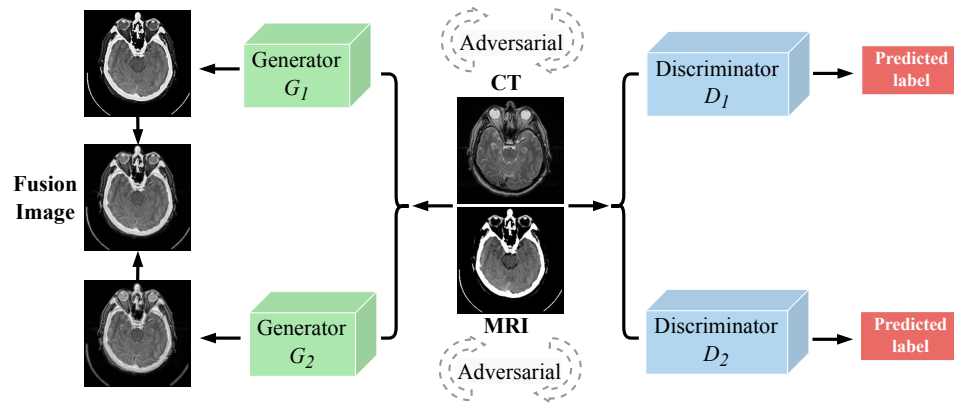 Adversarial
Generator
G1
CT
Discriminator
D1
Predicted
label
Fusion
Image
Generator
G2
MRI
Discriminator
D2
Predicted
label
Adversarial